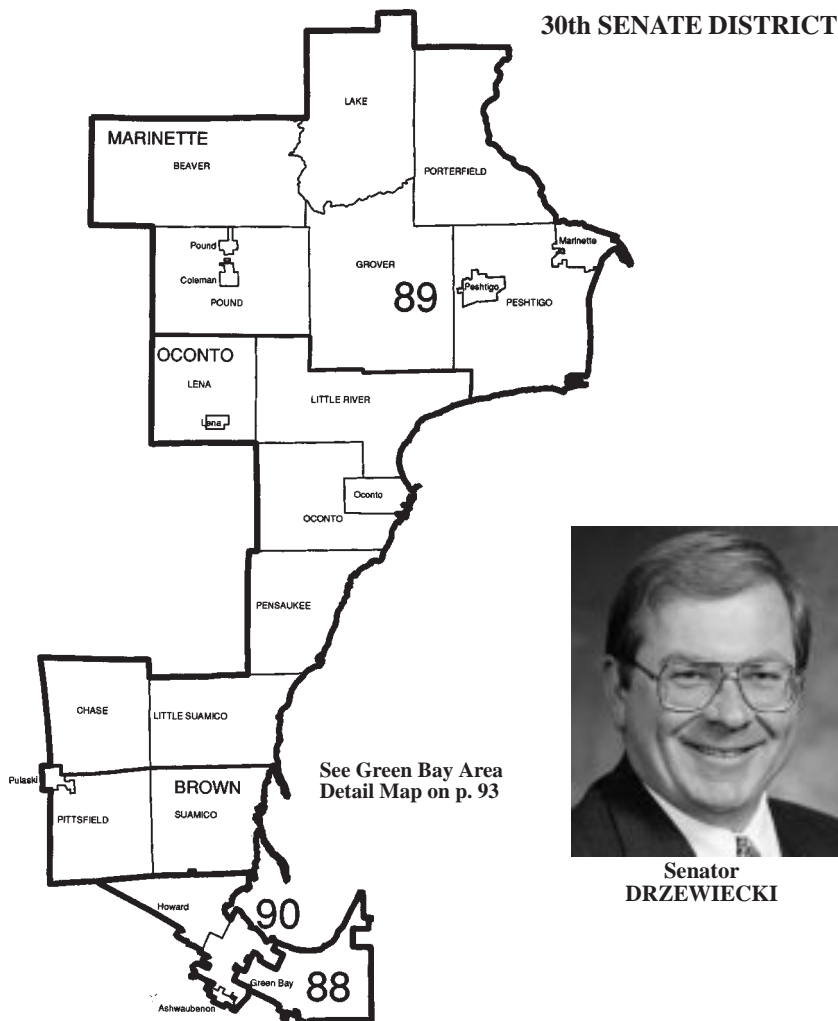 30th SENATE DISTRICT
LAKE
MARINETTE
BEAVER
PORTERFIELD
Pound
Marinette
Coleman
GROVER
POUND
89
Peshtigo
PESHTIGO
OCONTO
LENA
LITTLE RIVER
Lena
Oconto
OCONTO
PENSAUKEE
CHASE
LITTLE SUAMICO
See Green Bay Area
Detail Map on p. 93
Pulaski
BROWN
PITTSFIELD
SUAMICO
Senator
DRZEWIECKI
Howard
90
Green Bay
88
Ashwaubenon